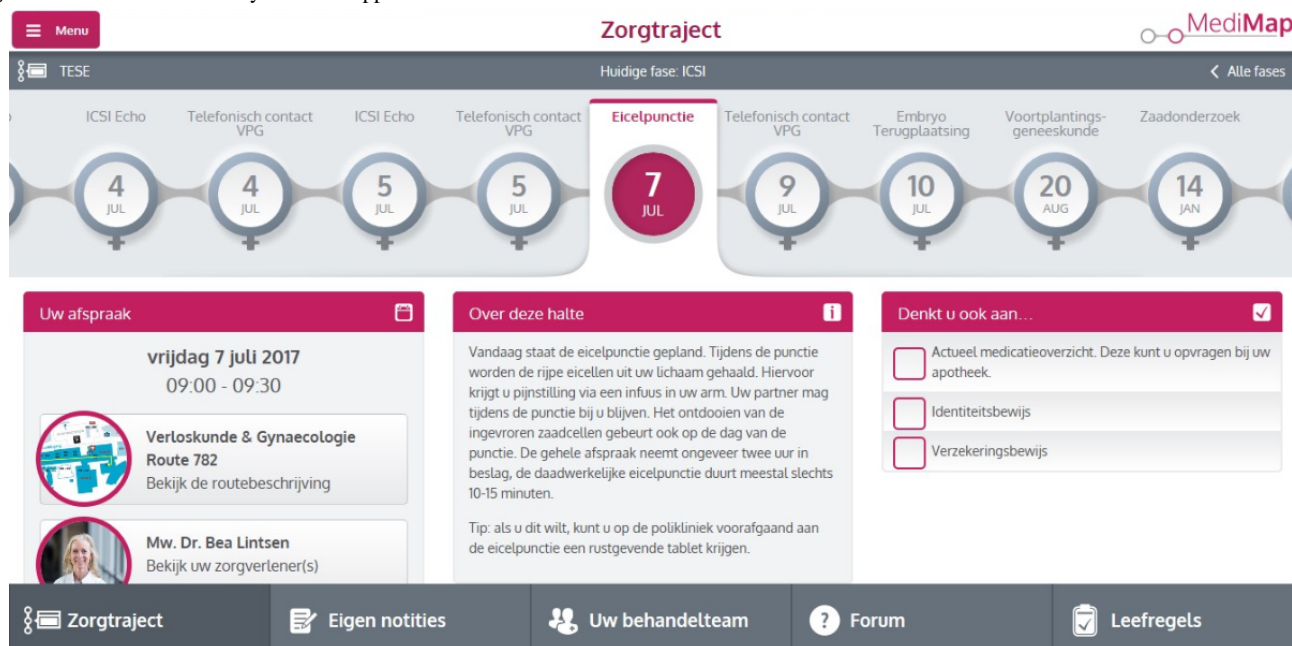 Menu
Zorgtraject
MediMap
TESE
Huidige fase: ICSI
Alle fases
ICSI Echo
Telefonisch contact
VPG
ICSI Echo
Telefonisch contact
VPG
Eicelpunctie
Telefonisch contact
VPG
Embryo
Terugplaatsing
Voortplantings-
geneeskunde
Zaadonderzoek
4
JUL
4
JUL
5
JUL
5
JUL
7
JUL
9
JUL
10
JUL
20
AUG
14
JAN
Uw afspraak
vrijdag 7 juli 2017
09:00 - 09:30
Verloskunde & Gynaecologie
Route 782
Bekijk de routebeschrijving
Mw. Dr. Bea Lintsen
Bekijk uw zorgverlener(s)
Over deze halte
Vandaag staat de eicelpunctie gepland. Tijdens de punctie
worden de rijpe eicellen uit uw lichaam gehaald. Hiervoor
krijgt u pijnstilling via een infuus in uw arm. Uw partner mag
tijdens de punctie bij u blijven. Het ontdooien van de
ingevroren zaadcellen gebeurt ook op de dag van de
punctie. De gehele afspraak neemt ongeveer twee uur in
beslag, de daadwerkelijke eicelpunctie duurt meestal slechts
10-15 minuten.
Tip: als u dit wilt, kunt u op de polikliniek voorafgaand aan
de eicelpunctie een rustgevende tablet krijgen.
Denkt u ook aan...
Actueel medicatieoverzicht. Deze kunt u opvragen bij uw
apotheek.
Identiteitsbewijs
Verzekeringsbewijs
Zorgtraject
Eigen notities
Uw behandelteam
Forum
Leefregels